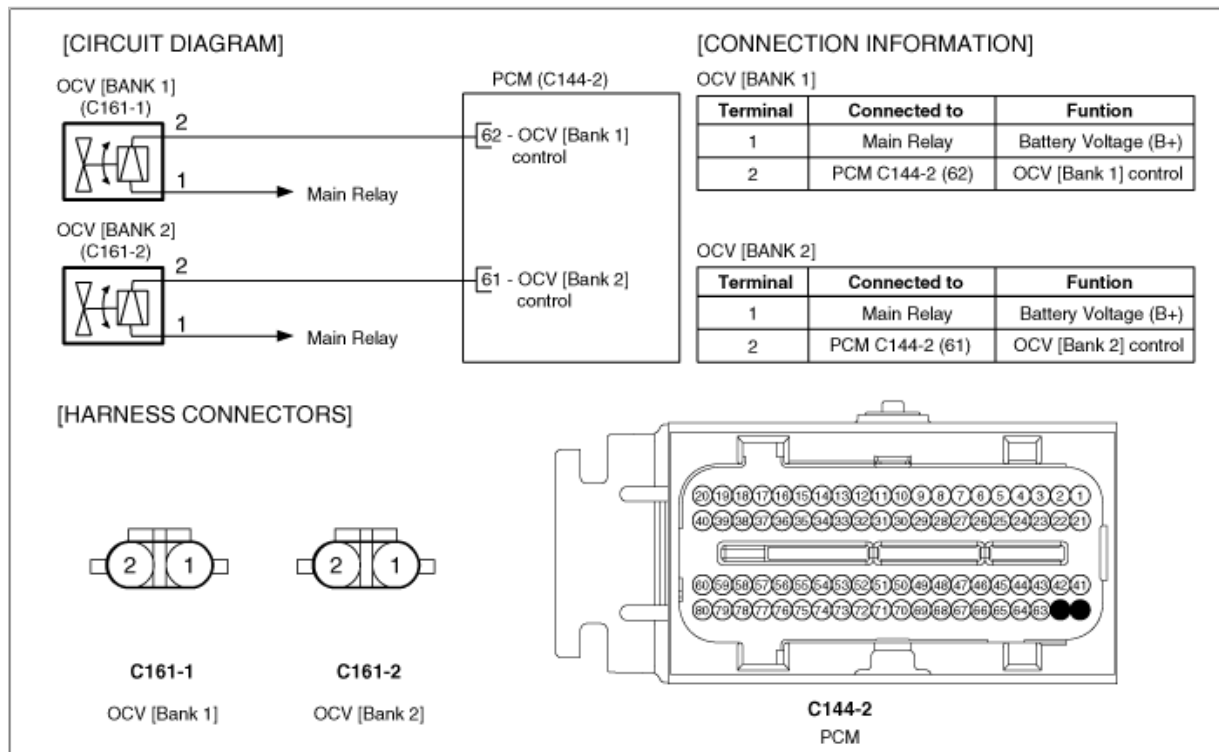 [CIRCUIT DIAGRAM]
OCV [BANK 1]
(C161-1)
2
1
Main Relay
OCV [BANK 2]
(C161-2)
2
1
Main Relay
PCM (C144-2)
62 - OCV [Bank 1]
control
61 - OCV [Bank 2]
control
[CONNECTION INFORMATION]
OCV [BANK 1]
Terminal Connected to Funtion
1 Main Relay Battery Voltage (B+)
2 PCM C144-2 (62) OCV [Bank 1] control
OCV [BANK 2]
Terminal Connected to Funtion
1 Main Relay Battery Voltage (B+)
2 PCM C144-2 (61) OCV [Bank 2] control
[HARNESS CONNECTORS]
2 1
C161-1
OCV [Bank 1]
2 1
C161-2
OCV [Bank 2]
20 19 18 17 16 15 14 13 12 11 10 9 8 7 6 5 4 3 2 1
40 39 38 37 36 35 34 33 32 31 30 29 28 27 26 25 24 23 22 21
60 59 58 57 56 55 54 53 52 51 50 49 48 47 46 45 44 43 42 41
80 79 78 77 76 75 74 73 72 71 70 69 68 67 66 65 64 63
C144-2
PCM